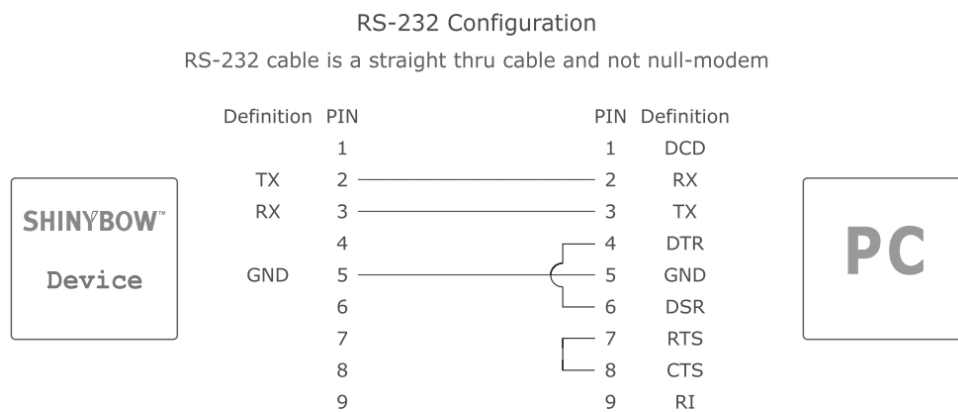 RS-232 Configuration
RS-232 cable is a straight thru cable and not null-modem
Definition PIN PIN Definition
1 1 DCD
TX 2 2 RX
RX 3 3 TX
4 4 DTR
GND 5 5 GND
6 6 DSR
7 7 RTS
8 8 CTS
9 9 RI
SHINYBOW™
Device
PC